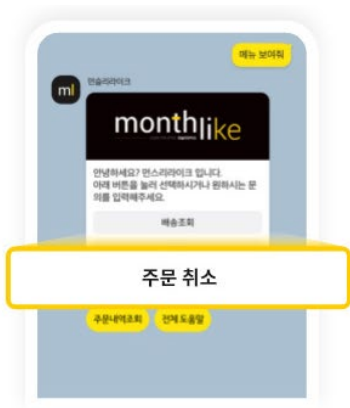 메뉴 보여줘
ml
먼슬리라이크
monthlike
안녕하세요? 먼스리라이크 입니다.
아래 버튼을 눌러 선택하시거나 원하시는 문
의를 입력해주세요.
배송조회
주문 취소
주문내역조회
전체 도움말